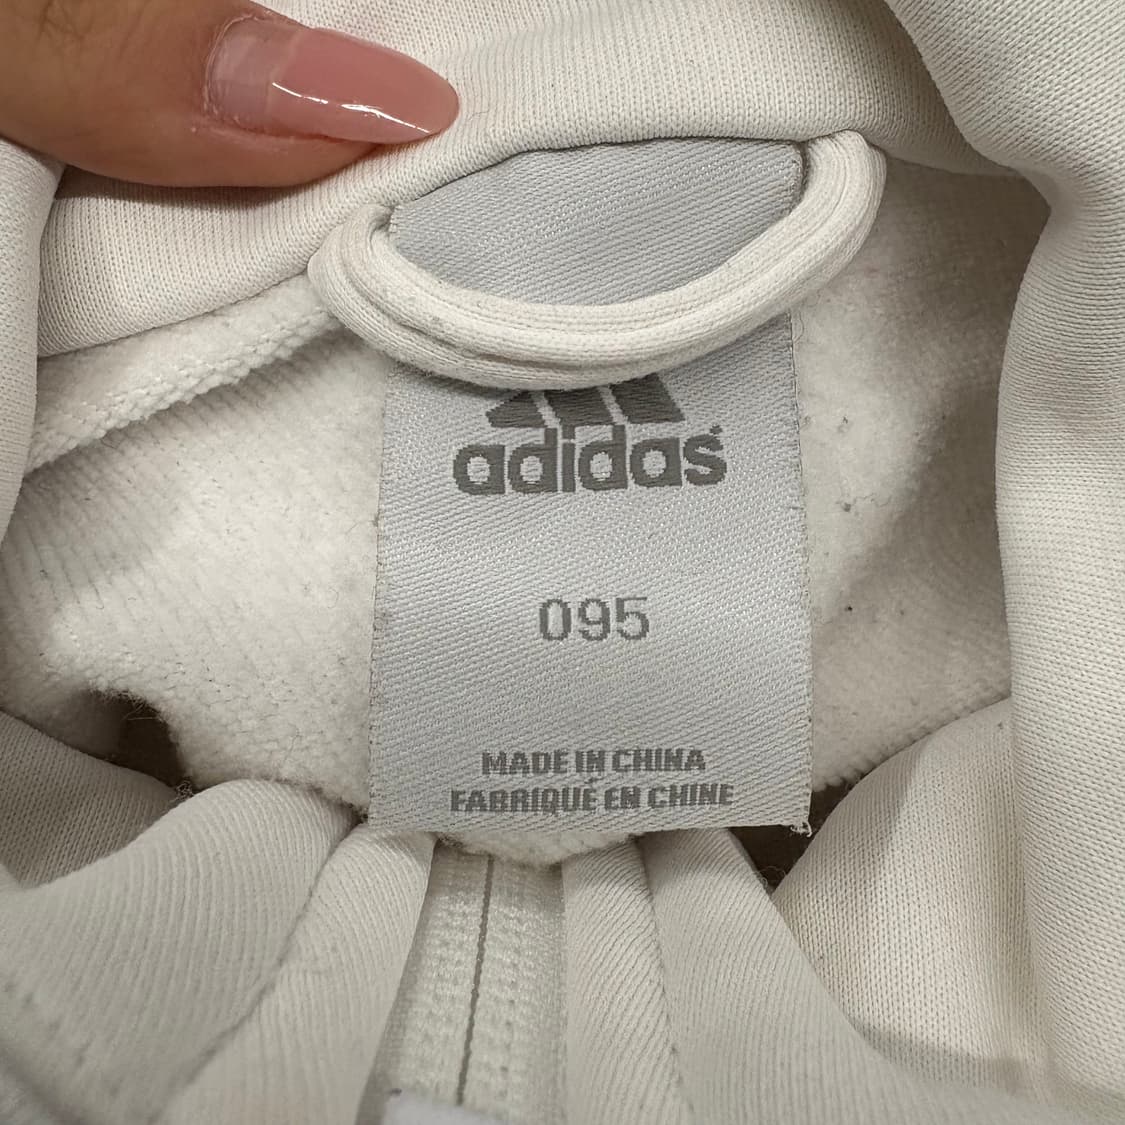 adidas
095
MADE IN CHINA
FABRIQUÉ EN CHINE